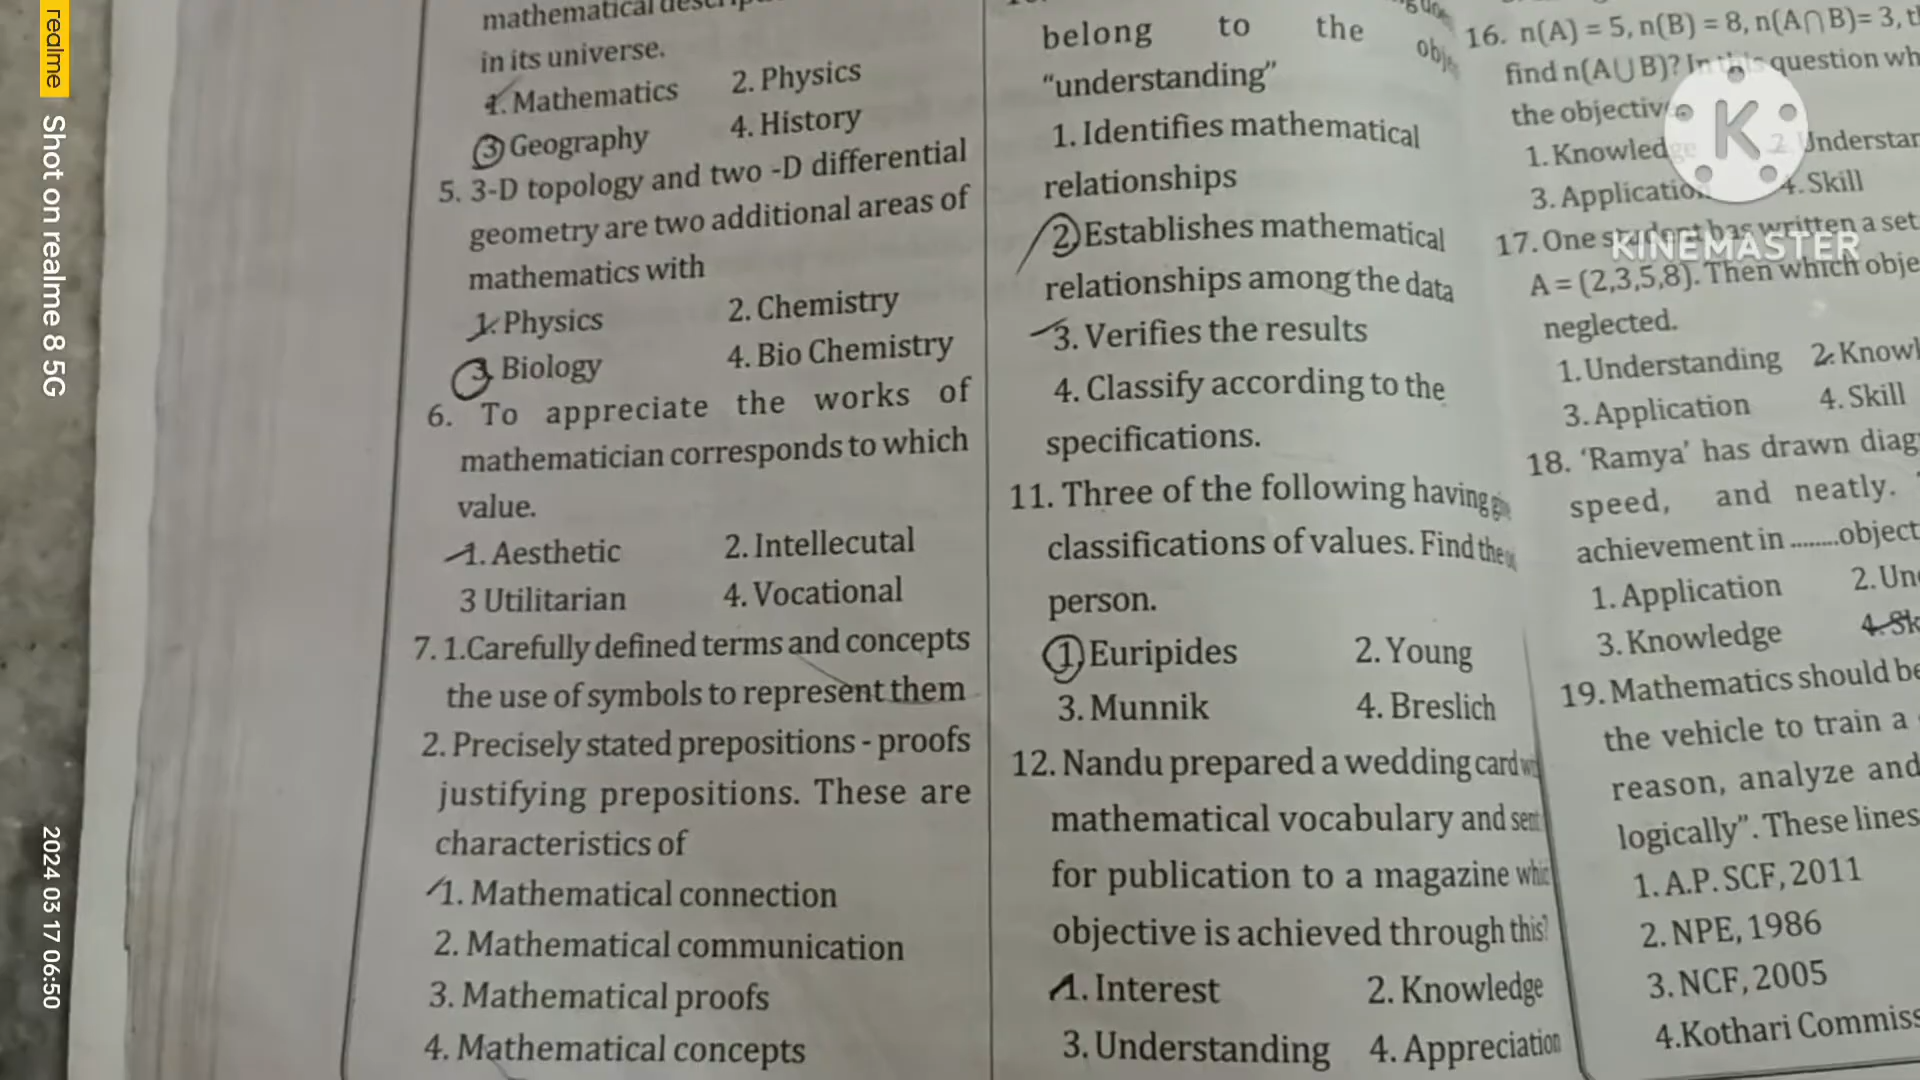 realme
Shot on realme 8 5G
2024 03 17 06:50
mathematical
in its universe.
1. Mathematics 2. Physics
3 Geography 4. History
5. 3-D topology and two -D differential
geometry are two additional areas of
mathematics with
1. Physics 2. Chemistry
3 Biology 4. Bio Chemistry
6. To appreciate the works of
mathematician corresponds to which
value.
1. Aesthetic 2. Intellecutal
3 Utilitarian 4. Vocational
7. 1.Carefully defined terms and concepts
the use of symbols to represent them
2. Precisely stated prepositions - proofs
justifying prepositions. These are
characteristics of
1. Mathematical connection
2. Mathematical communication
3. Mathematical proofs
4. Mathematical concepts
belong to the
"understanding"
1. Identifies mathematical
relationships
2 Establishes mathematical
relationships among the data
3. Verifies the results
4. Classify according to the
specifications.
11. Three of the following having
classifications of values. Find the
person.
1 Euripides 2. Young
3. Munnik 4. Breslich
12. Nandu prepared a wedding card
mathematical vocabulary and sent
for publication to a magazine
objective is achieved through this?
1. Interest 2. Knowledge
3. Understanding 4. Appreciation
16. n(A) = 5, n(B) = 8, n(A∩B)= 3,
find n(A∪B)? In this question
the
1. 2
3. 4. Skill
17. One student has written a set
A = (2,3,5,8). Then which
neglected.
1. Understanding 2.
3. Application 4. Skill
18. 'Ramya' has drawn
speed, and neatly.
achievement in ........
1. Application 2.
3. Knowledge 4.
19. Mathematics should be
the vehicle to train a
reason, analyze and
logically". These lines
1. A.P. SCF, 2011
2. NPE, 1986
3. NCF, 2005
4.Kothari
K
KINEMASTER